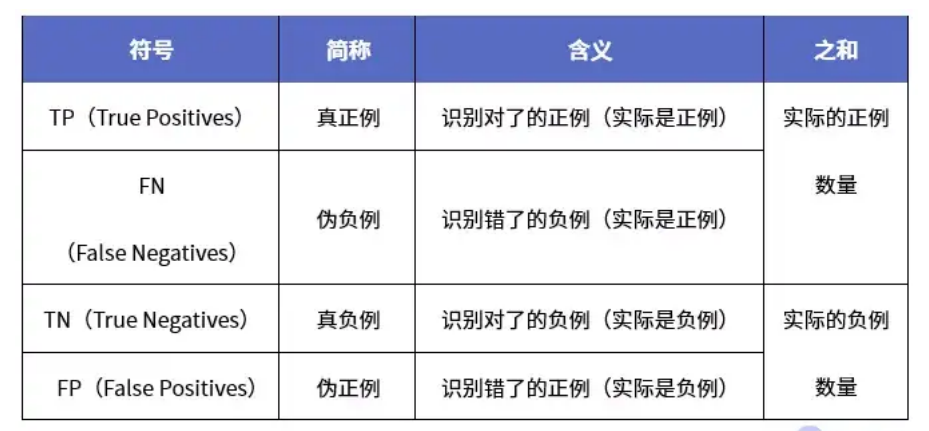 符号 简称 含义 之和
TP（True Positives） 真正例 识别对了的正例（实际是正例） 实际的正例
数量
FN
（False Negatives） 伪负例 识别错了的负例（实际是正例）
TN（True Negatives） 真负例 识别对了的负例（实际是负例） 实际的负例
FP（False Positives） 伪正例 识别错了的正例（实际是负例） 数量